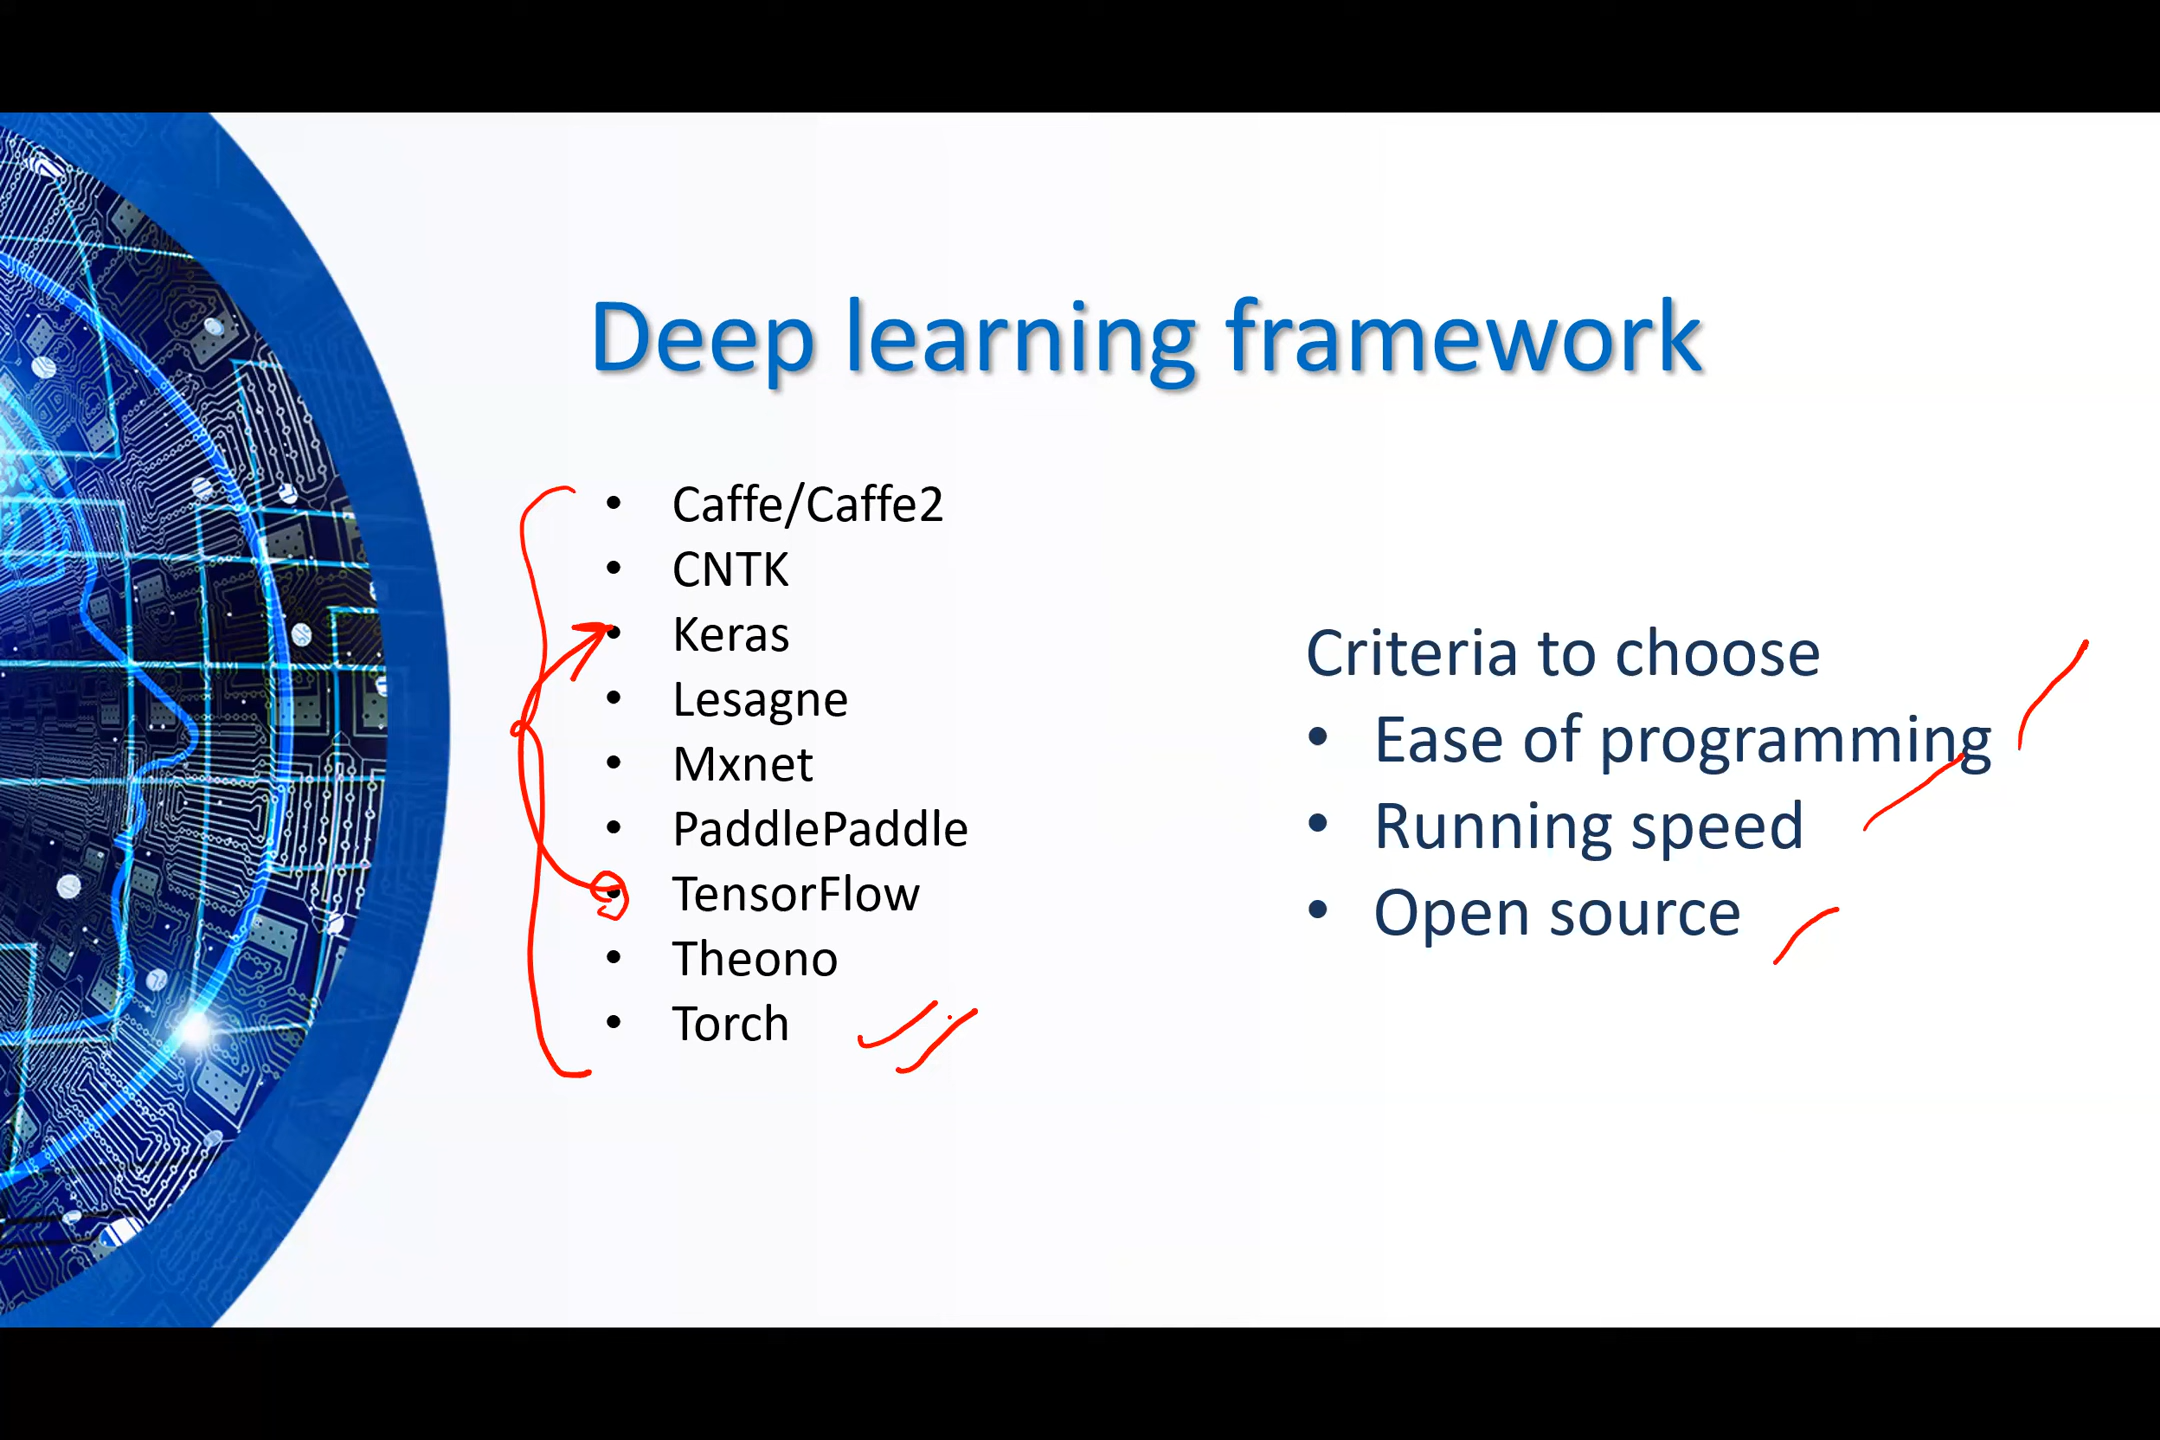 Deep learning framework
• Caffe/Caffe2
• CNTK
• Keras
• Lesagne
• Mxnet
• PaddlePaddle
• TensorFlow
• Theono
• Torch
Criteria to choose
• Ease of programming
• Running speed
• Open source